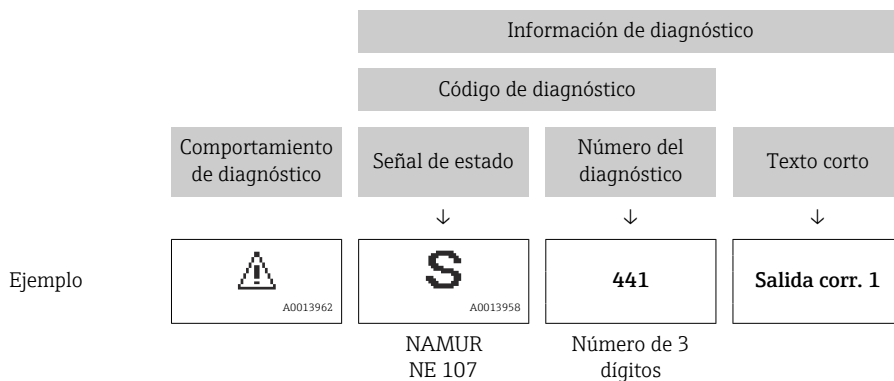 Información de diagnóstico
Código de diagnóstico
Comportamiento
de diagnóstico
Señal de estado
Número del
diagnóstico
Texto corto
↓ ↓ ↓
Ejemplo
A0013962
S
A0013958
441
Salida corr. 1
NAMUR
NE 107
Número de 3
dígitos